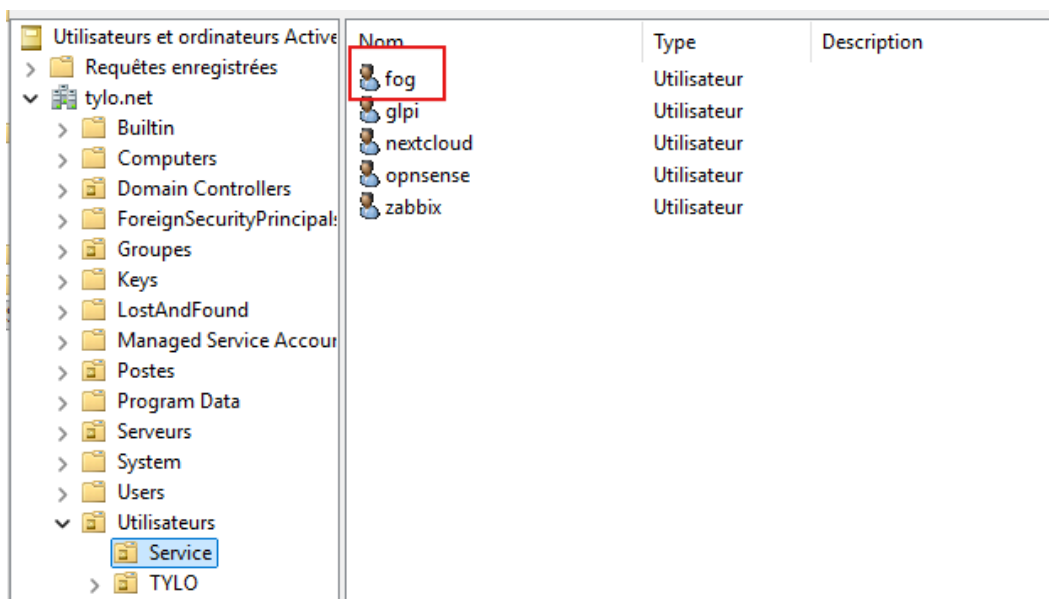 Utilisateurs et ordinateurs Active
Requêtes enregistrées
tylo.net
Builtin
Computers
Domain Controllers
ForeignSecurityPrincipal
Groupes
Keys
LostAndFound
Managed Service Accour
Postes
Program Data
Serveurs
System
Users
Utilisateurs
Service
TYLO
Nom Type Description
fog Utilisateur
glpi Utilisateur
nextcloud Utilisateur
opnsense Utilisateur
zabbix Utilisateur